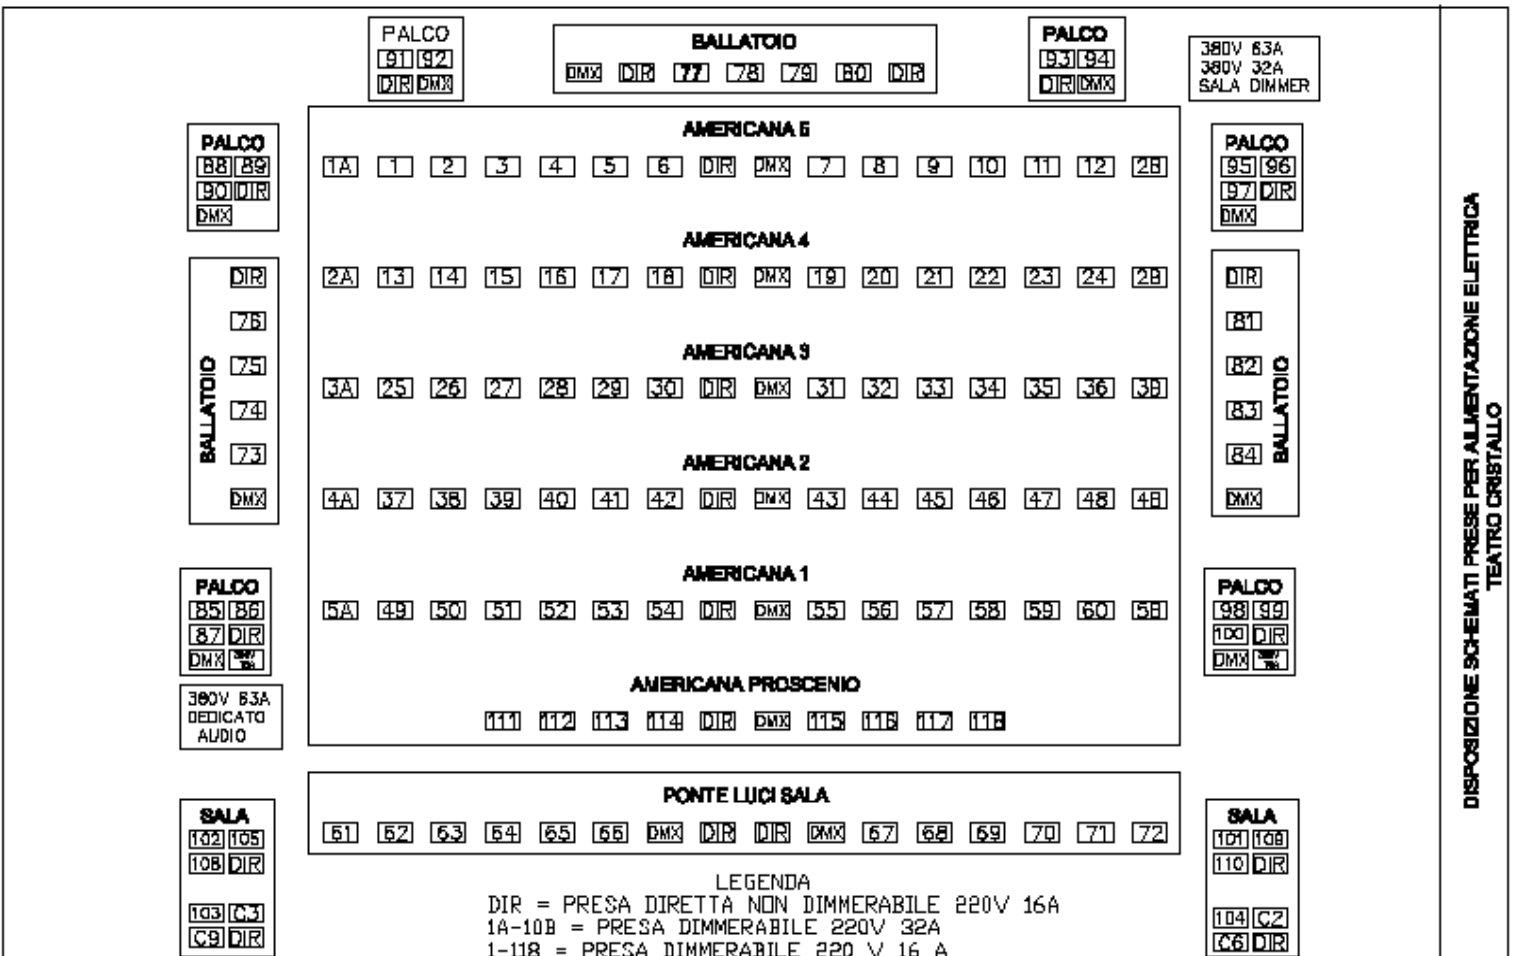 PALCO
91 92
DIR DMX
BALLATOIO
DMX DIR 77 78 79 80 DIR
PALCO
93 94
DIR DMX
380V 63A
380V 32A
SALA DIMMER
PALCO
88 89
90 DIR
DMX
AMERICANA 5
1A 1 2 3 4 5 6 DIR DMX 7 8 9 10 11 12 2B
PALCO
95 96
97 DIR
DMX
AMERICANA 4
2A 13 14 15 16 17 18 DIR DMX 19 20 21 22 23 24 2B
BALLATOIO
DIR
76
75
74
73
DMX
AMERICANA 3
3A 25 26 27 28 29 30 DIR DMX 31 32 33 34 35 36 3B
BALLATOIO
DIR
81
82
83
84
DMX
AMERICANA 2
4A 37 38 39 40 41 42 DIR DMX 43 44 45 46 47 48 4B
AMERICANA 1
5A 49 50 51 52 53 54 DIR DMX 55 56 57 58 59 60 5B
PALCO
85 86
87 DIR
DMX
380V 63A
DEDICATO
AUDIO
PALCO
98 99
100 DIR
DMX
AMERICANA PROSCENIO
111 112 113 114 DIR DMX 115 116 117 118
PONTE LUCI SALA
61 62 63 64 65 66 DMX DIR DIR DMX 67 68 69 70 71 72
SALA
102 105
108 DIR
103 C3
C9 DIR
SALA
101 109
110 DIR
104 C2
C6 DIR
LEGENDA
DIR = PRESA DIRETTA NON DIMMERABILE 220V 16A
1A-10B = PRESA DIMMERABILE 220V 32A
1-118 = PRESA DIMMERABILE 220 V 16 A
DISPOSIZIONE SCHEMATI PRESE PER ALIMENTAZIONE ELETTRICA
TEATRO CRISTALLO